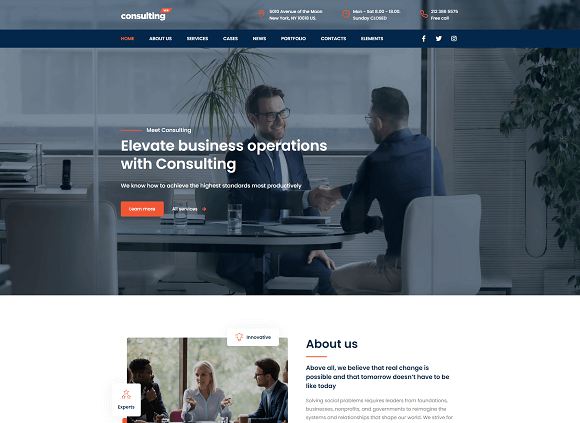 consulting
5010 Avenue of the Moon
New York, NY 10018 US.
Mon - Sat 8.00 - 18.00.
Sunday CLOSED
212 386 5575
Free call
HOME
ABOUT US
SERVICES
CASES
NEWS
PORTFOLIO
CONTACTS
ELEMENTS
Meet Consulting
Elevate business operations
with Consulting
We know how to achieve the highest standards most productively
Learn more
All services
Innovative
Experts
About us
Above all, we believe that real change is
possible and that tomorrow doesn't have to be
like today
Solving social problems requires leaders from foundations,
businesses, nonprofits, and governments to reimagine the
systems and relationships that shape our world. We strive for